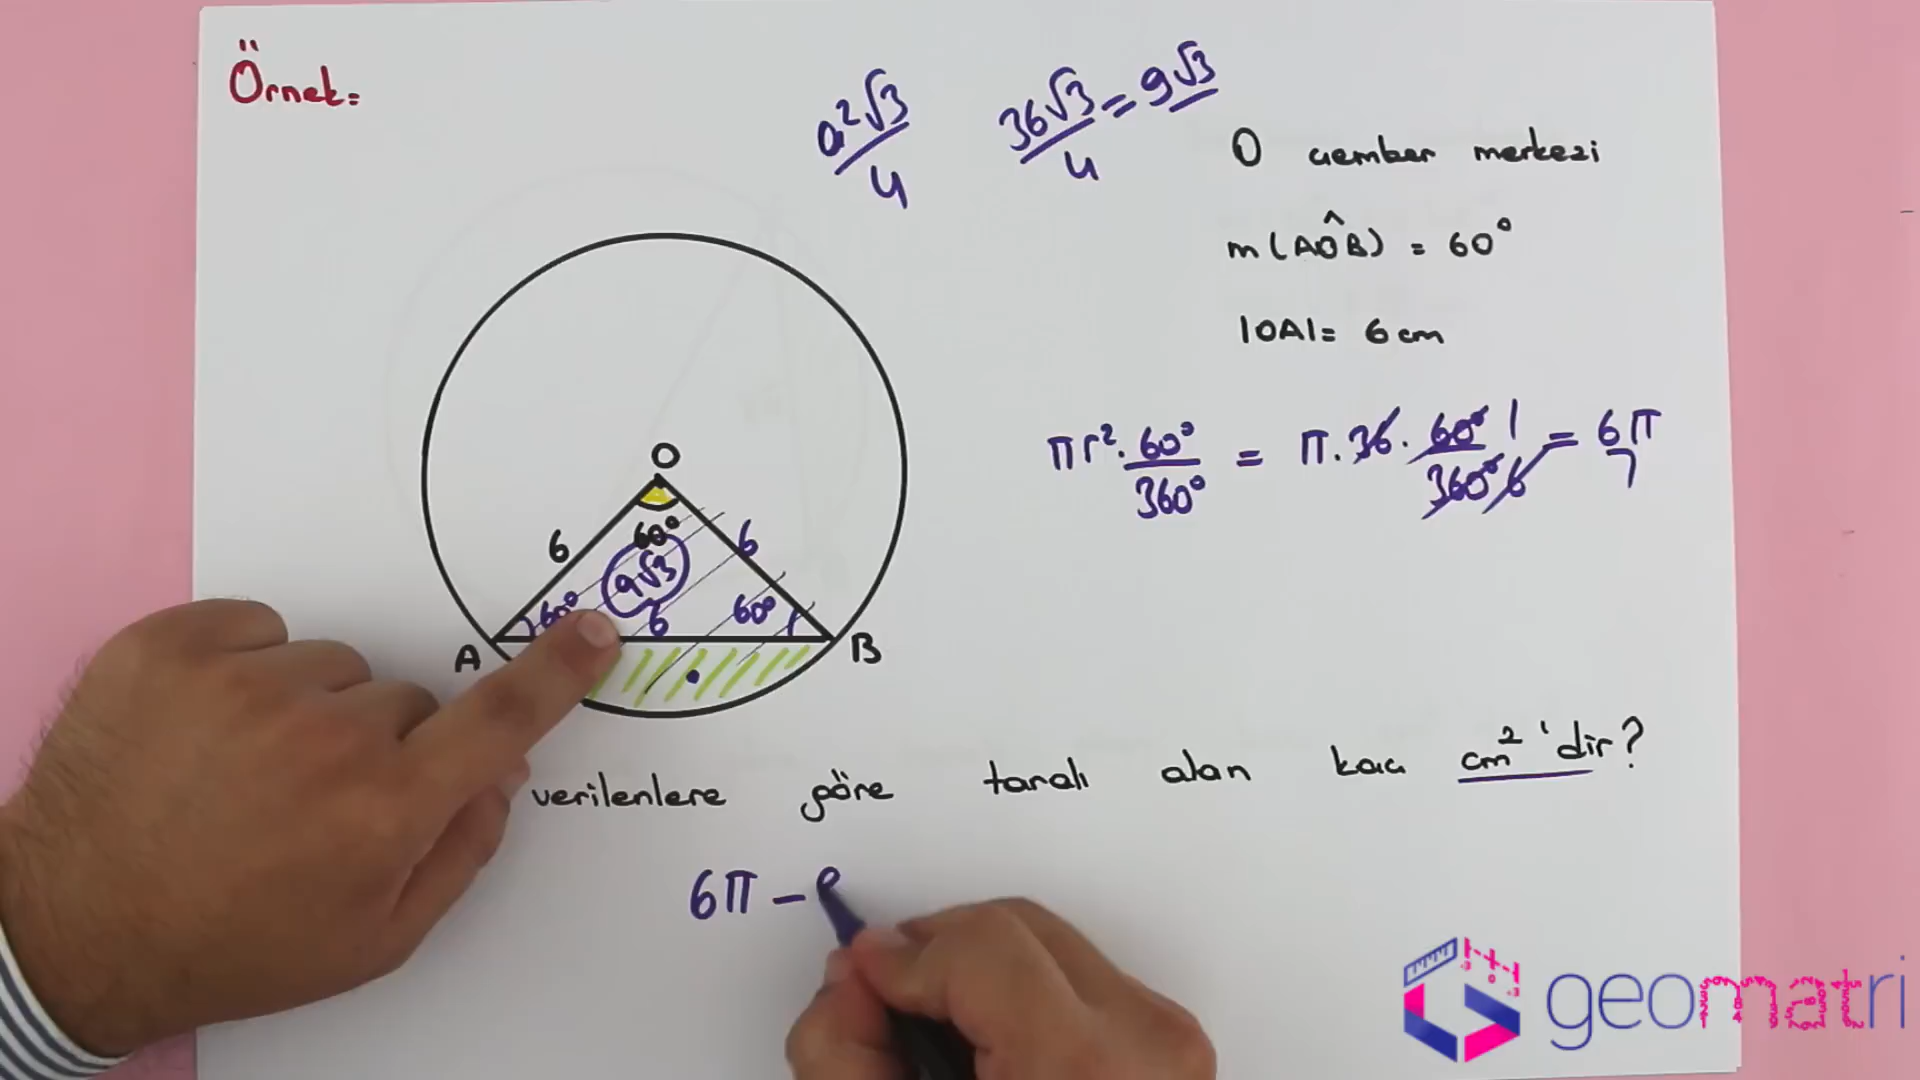 Örnek:
a²√3/4 36√3/4 = 9√3
O çember merkezi
m(AÔB) = 60°
|OA|= 6 cm
πr².60°/360° = π.36.60° 1/360° 6 = 6π
O
60°
6
6
9√3
60°
6
60°
A
B
verilenlere göre taralı alan kaç cm² 'dir?
6π –
geomatri